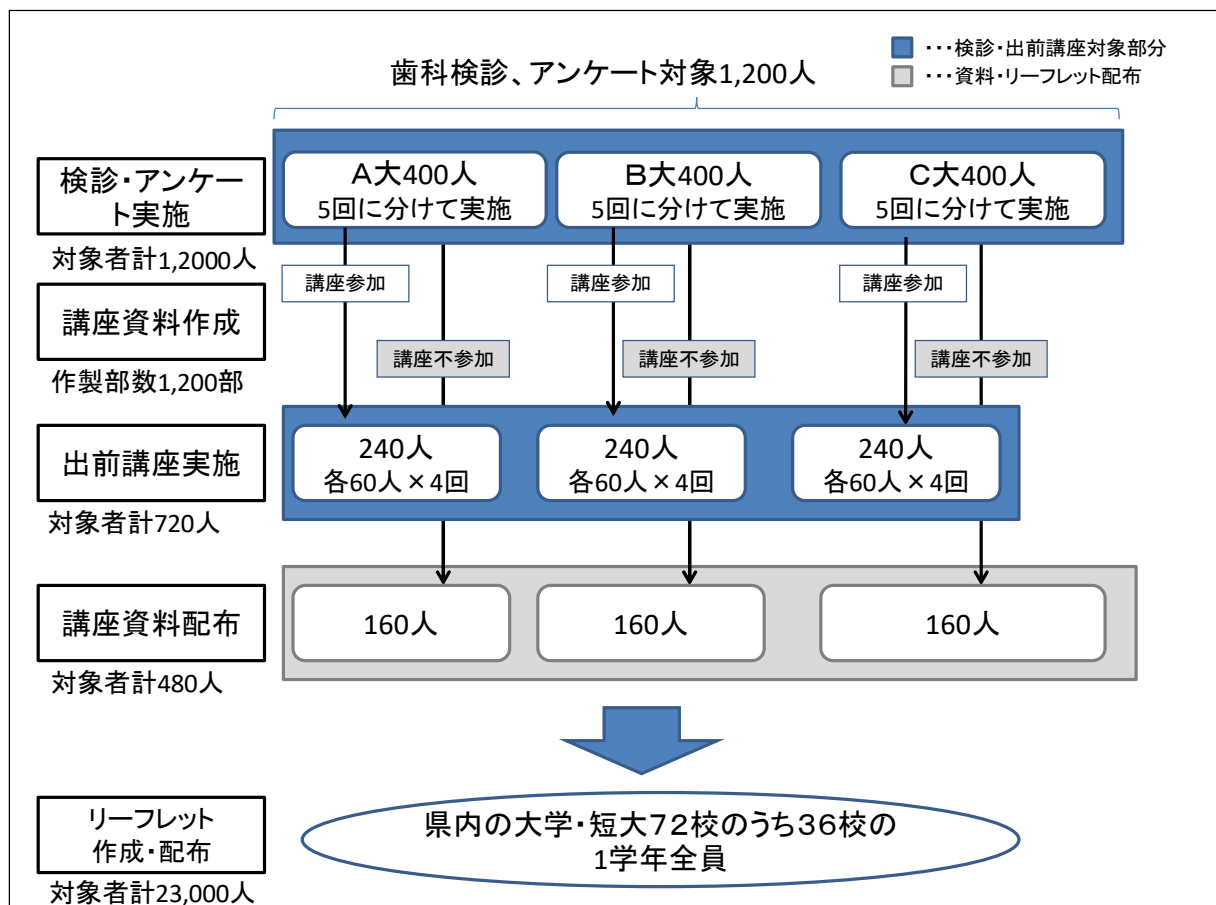 ■ ・・・検診・出前講座対象部分
■ ・・・資料・リーフレット配布
歯科検診、アンケート対象1,200人
検診・アンケー
ト実施
対象者計1,2000人
A大400人
5回に分けて実施
B大400人
5回に分けて実施
C大400人
5回に分けて実施
講座参加
講座参加
講座参加
講座資料作成
作製部数1,200部
講座不参加
講座不参加
講座不参加
出前講座実施
対象者計720人
240人
各60人×4回
240人
各60人×4回
240人
各60人×4回
講座資料配布
対象者計480人
160人
160人
160人
リーフレット
作成・配布
対象者計23,000人
県内の大学・短大72校のうち36校の
1学年全員